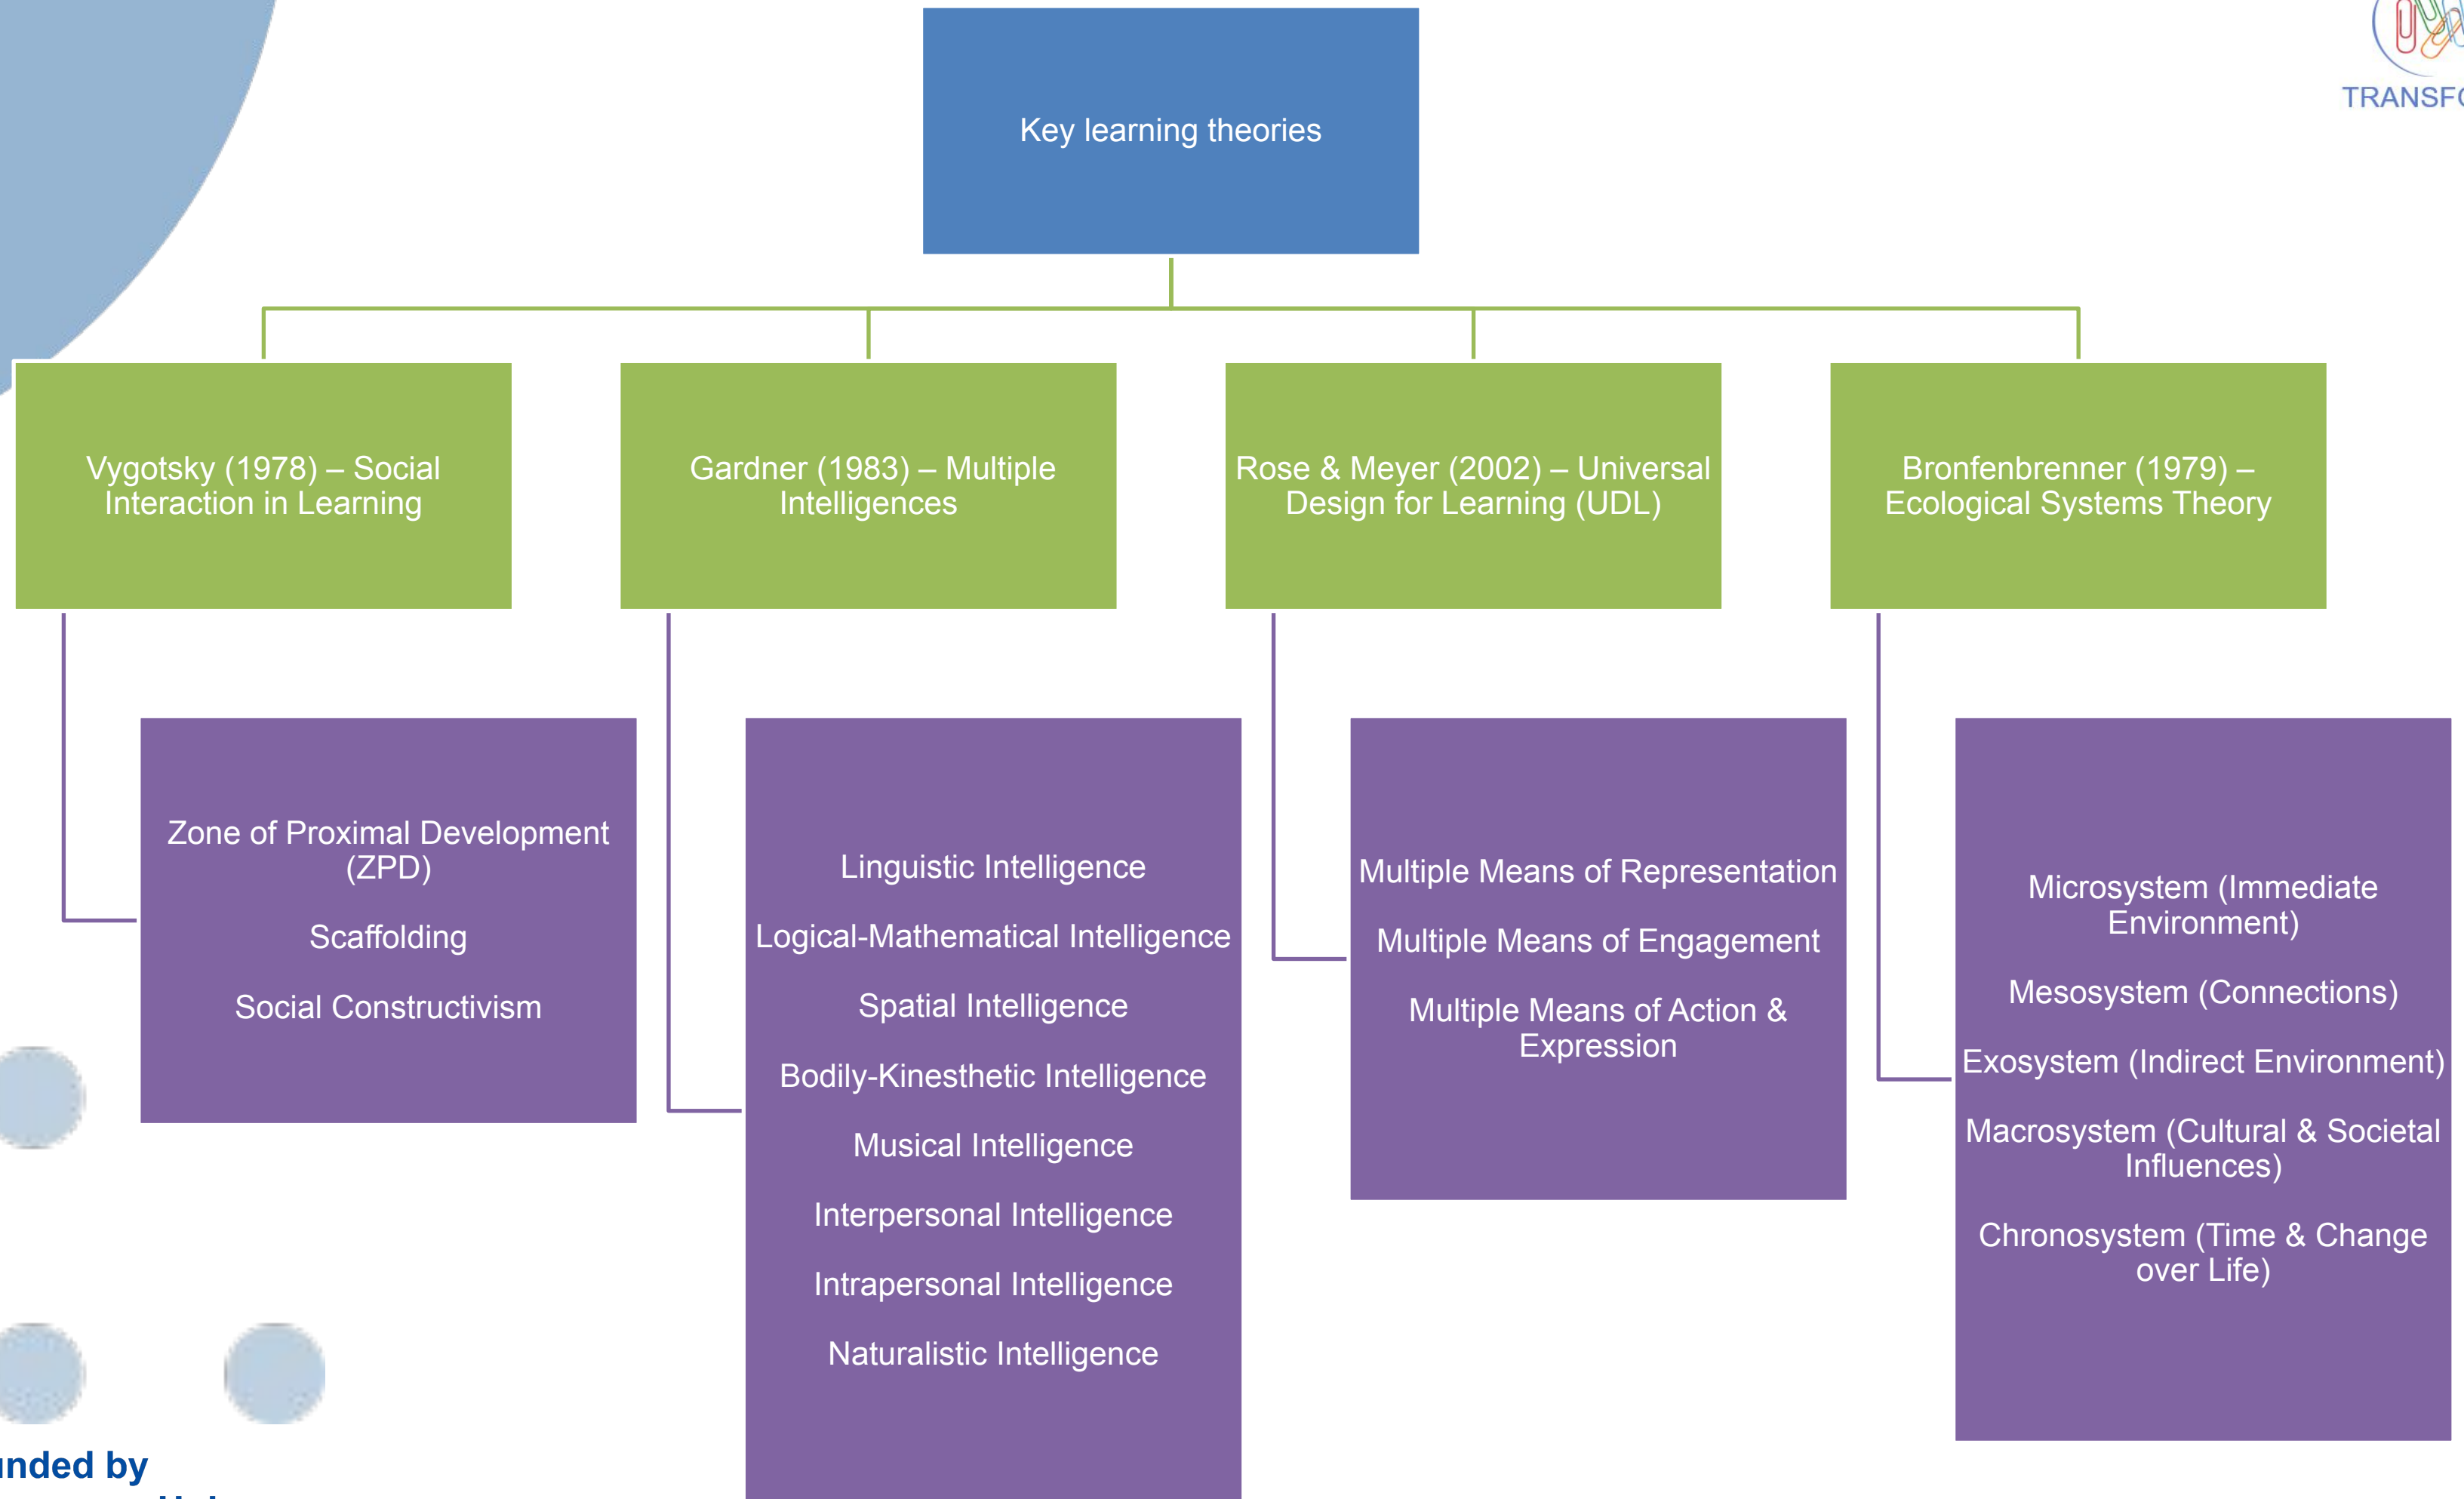 Key learning theories
Vygotsky (1978) – Social
Interaction in Learning
Gardner (1983) – Multiple
Intelligences
Rose & Meyer (2002) – Universal
Design for Learning (UDL)
Bronfenbrenner (1979) –
Ecological Systems Theory
Zone of Proximal Development
(ZPD)
Scaffolding
Social Constructivism
Linguistic Intelligence
Logical-Mathematical Intelligence
Spatial Intelligence
Bodily-Kinesthetic Intelligence
Musical Intelligence
Interpersonal Intelligence
Intrapersonal Intelligence
Naturalistic Intelligence
Multiple Means of Representation
Multiple Means of Engagement
Multiple Means of Action &
Expression
Microsystem (Immediate
Environment)
Mesosystem (Connections)
Exosystem (Indirect Environment)
Macrosystem (Cultural & Societal
Influences)
Chronosystem (Time & Change
over Life)
by